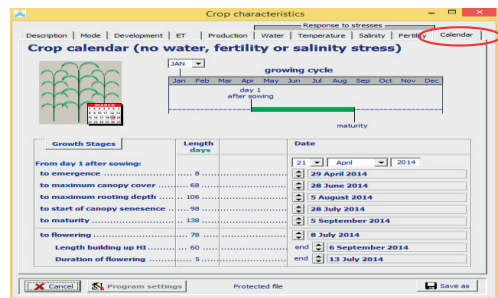 Crop characteristics
Response to stresses
Description Mode Development ET Production Water Temperature Salinity Fertility Calendar
Crop calendar (no water, fertility or salinity stress)
JAN
growing cycle
Jan Feb Mar Apr May Jun Jul Aug Sep Oct Nov Dec
day 1
after sowing
maturity
Growth Stages Length Date
days
From day 1 after sowing: 21 April 2014
to emergence 8 29 April 2014
to maximum canopy cover 68 28 June 2014
to maximum rooting depth 106 5 August 2014
to start of canopy senesence 98 28 July 2014
to maturity 138 5 September 2014
to flowering 78 8 July 2014
Length building up HI 60 end 6 September 2014
Duration of flowering 5 end 13 July 2014
Cancel Program settings Protected file Save as